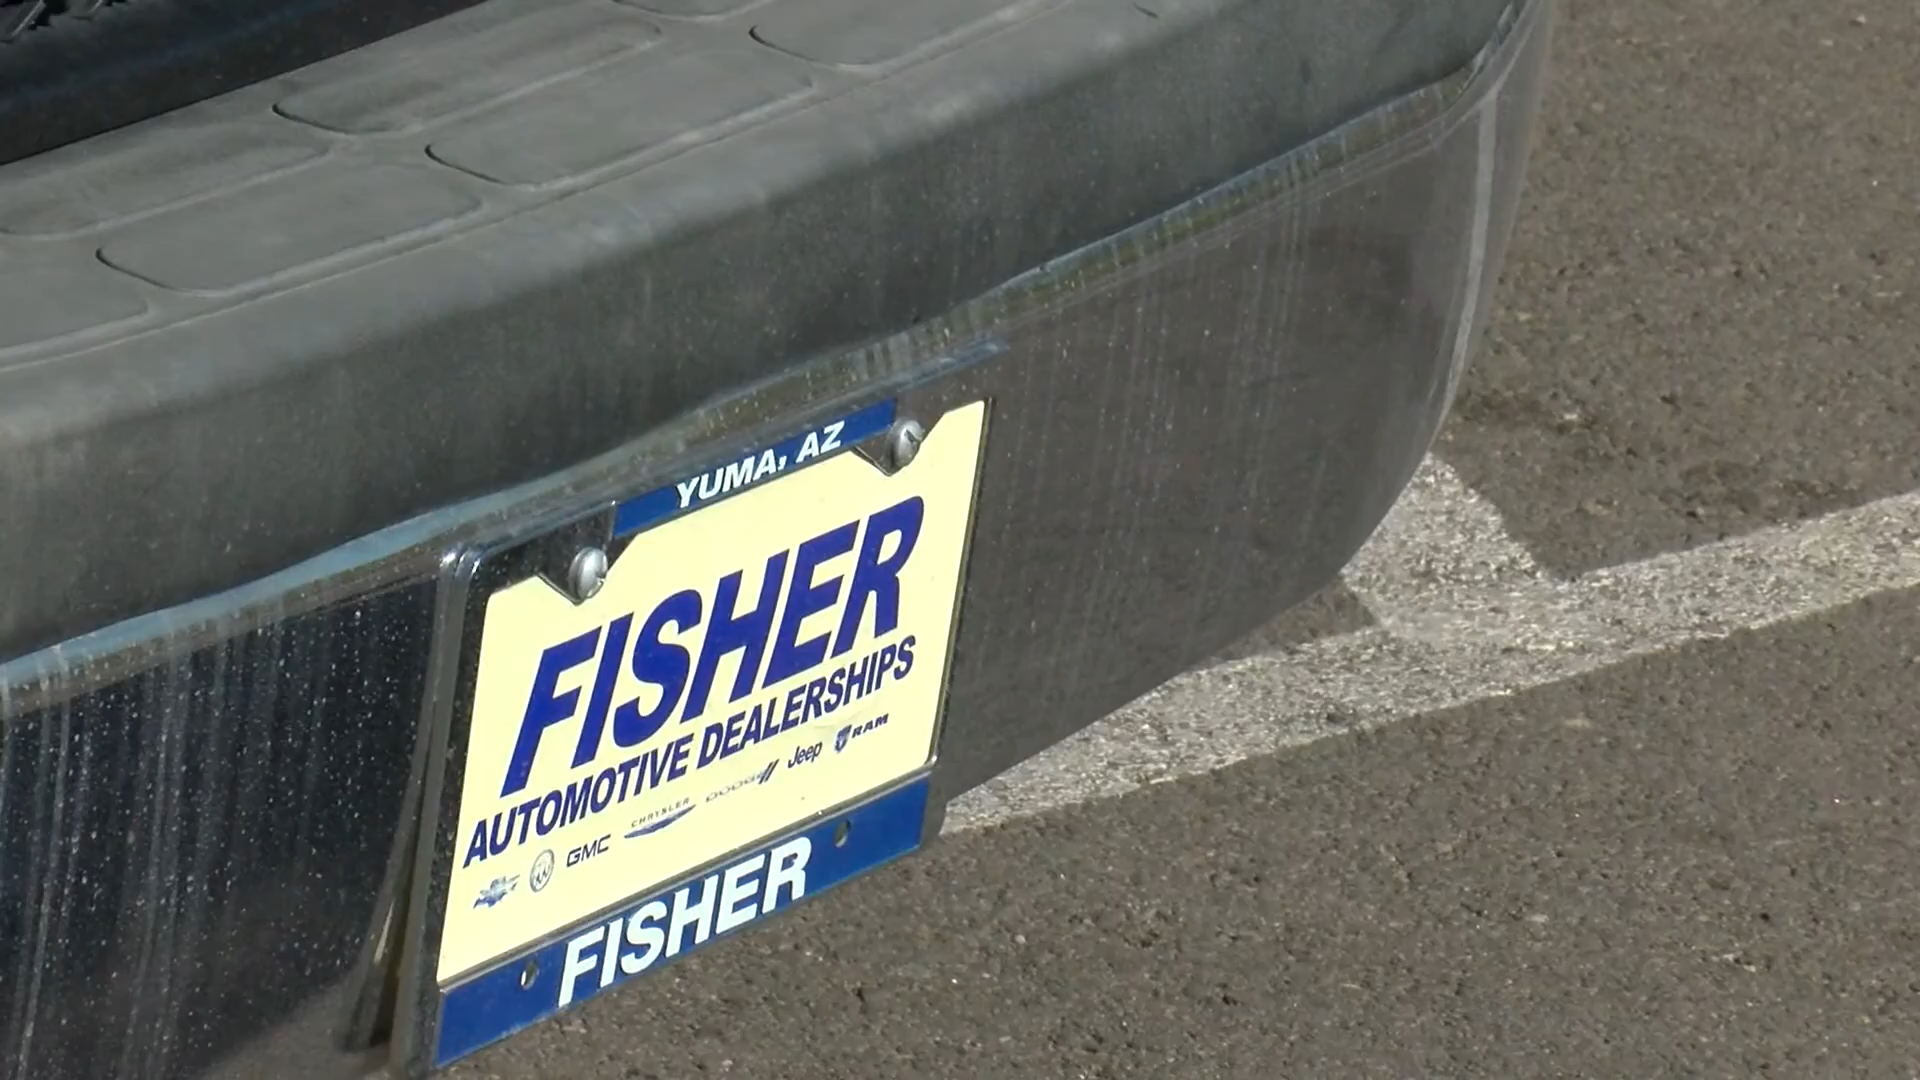 YUMA, AZ
FISHER
AUTOMOTIVE DEALERSHIPS
GMC CHRYSLER DODGE Jeep RAM
FISHER